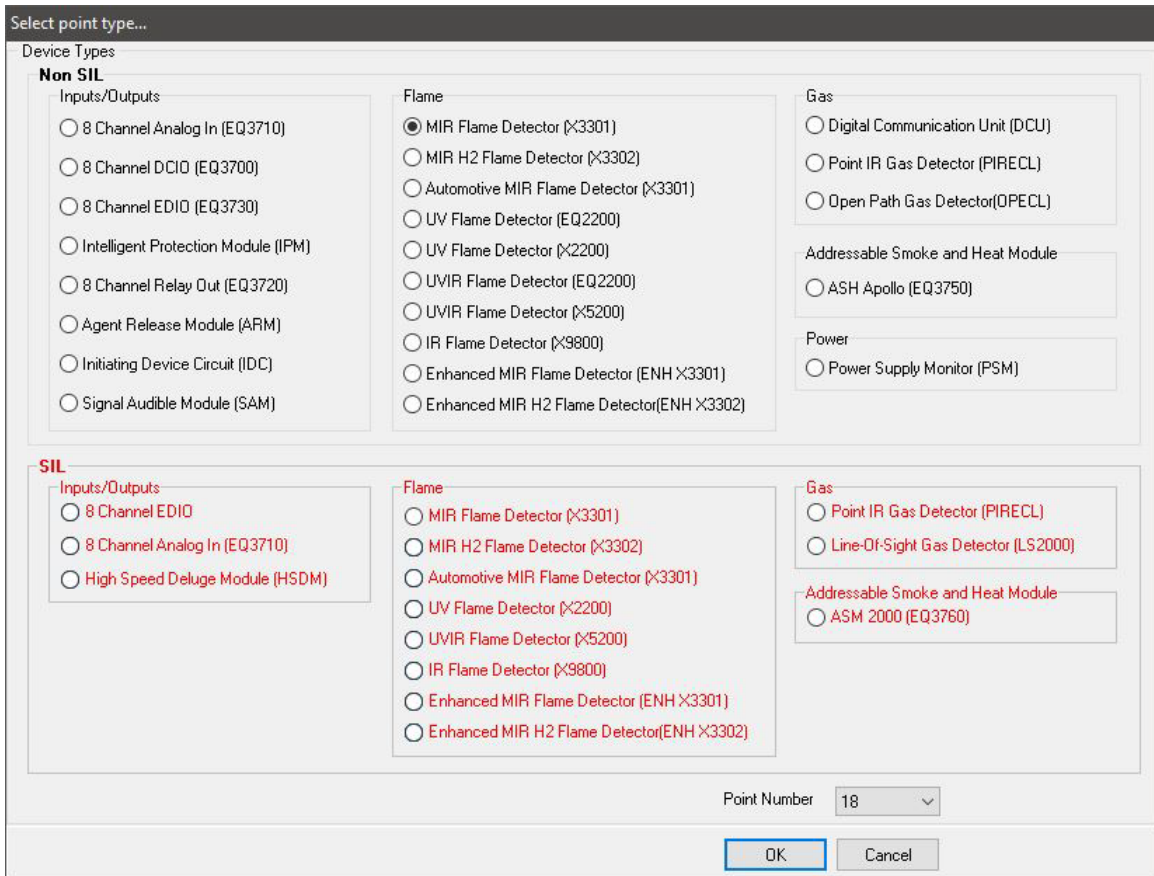 Select point type...
Device Types
Non SIL
Inputs/Outputs
8 Channel Analog In (EQ3710)
8 Channel DCIO (EQ3700)
8 Channel EDIO (EQ3730)
Intelligent Protection Module (IPM)
8 Channel Relay Out (EQ3720)
Agent Release Module (ARM)
Initiating Device Circuit (IDC)
Signal Audible Module (SAM)
Flame
MIR Flame Detector (X3301)
MIR H2 Flame Detector (X3302)
Automotive MIR Flame Detector (X3301)
UV Flame Detector (EQ2200)
UV Flame Detector (X2200)
UVIR Flame Detector (EQ2200)
UVIR Flame Detector (X5200)
IR Flame Detector (X9800)
Enhanced MIR Flame Detector (ENH X3301)
Enhanced MIR H2 Flame Detector(ENH X3302)
Gas
Digital Communication Unit (DCU)
Point IR Gas Detector (PIRECL)
Open Path Gas Detector(OPECL)
Addressable Smoke and Heat Module
ASH Apollo (EQ3750)
Power
Power Supply Monitor (PSM)
SIL
Inputs/Outputs
8 Channel EDIO
8 Channel Analog In (EQ3710)
High Speed Deluge Module (HSDM)
Flame
MIR Flame Detector (X3301)
MIR H2 Flame Detector (X3302)
Automotive MIR Flame Detector (X3301)
UV Flame Detector (X2200)
UVIR Flame Detector (X5200)
IR Flame Detector (X9800)
Enhanced MIR Flame Detector (ENH X3301)
Enhanced MIR H2 Flame Detector(ENH X3302)
Gas
Point IR Gas Detector (PIRECL)
Line-Of-Sight Gas Detector (LS2000)
Addressable Smoke and Heat Module
ASM 2000 (EQ3760)
Point Number 18
OK Cancel